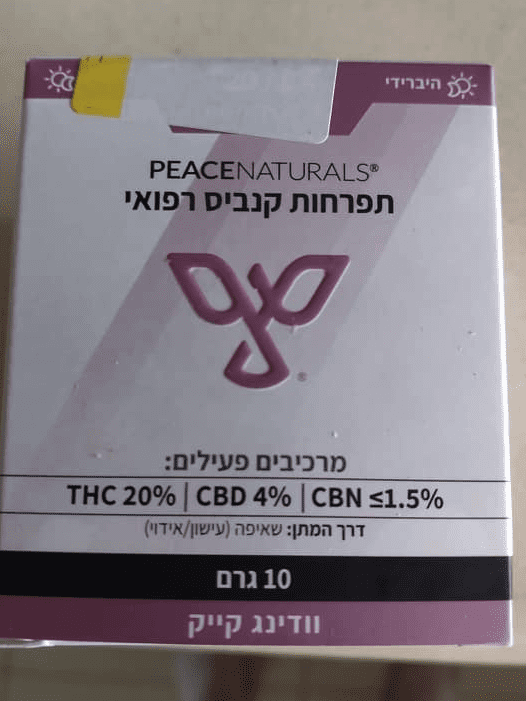 היברידי
PEACENATURALS®
תפרחות קנביס רפואי
®
מרכיבים פעילים:
THC 20% | CBD 4% | CBN ≤1.5%
דרך המתן: שאיפה (עישון/אידוי)
10 גרם
וודינג קייק